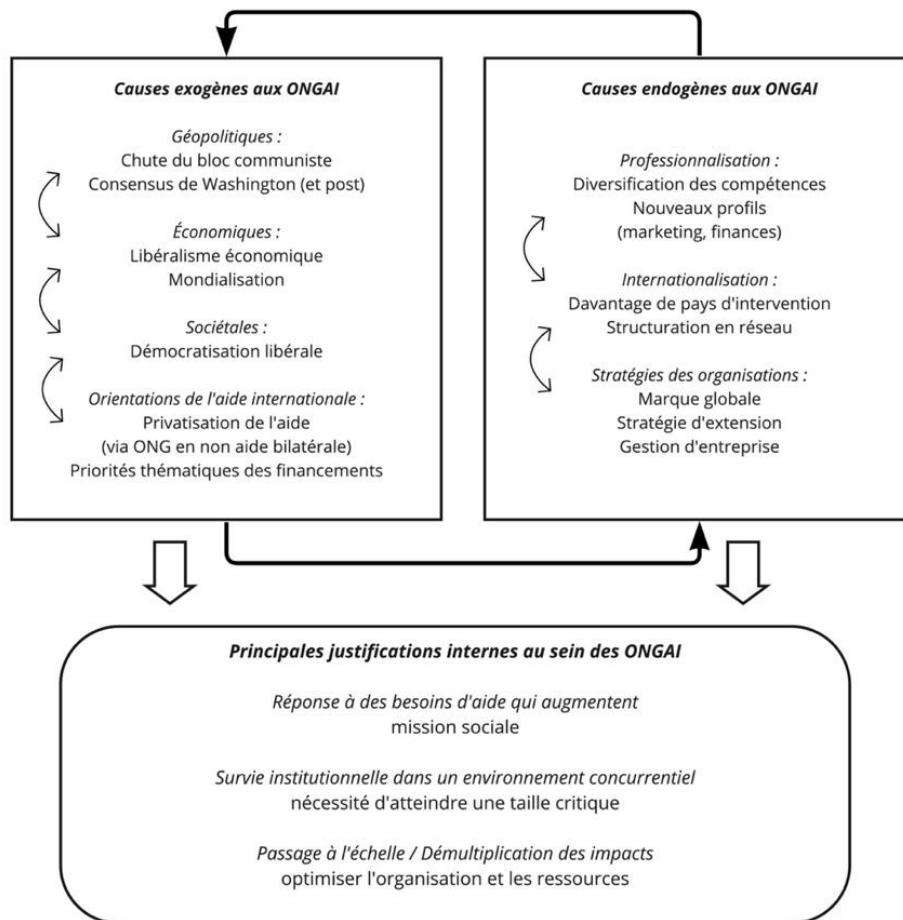 Causes exogènes aux ONGAI
Géopolitiques :
Chute du bloc communiste
Consensus de Washington (et post)
Économiques :
Libéralisme économique
Mondialisation
Sociétales :
Démocratisation libérale
Orientations de l'aide internationale :
Privatisation de l'aide
(via ONG en non aide bilatérale)
Priorités thématiques des financements
Causes endogènes aux ONGAI
Professionnalisation :
Diversification des compétences
Nouveaux profils
(marketing, finances)
Internationalisation :
Davantage de pays d'intervention
Structuration en réseau
Stratégies des organisations :
Marque globale
Stratégie d'extension
Gestion d'entreprise
Principales justifications internes au sein des ONGAI
Réponse à des besoins d'aide qui augmentent
mission sociale
Survie institutionnelle dans un environnement concurrentiel
nécessité d'atteindre une taille critique
Passage à l'échelle / Démultiplication des impacts
optimiser l'organisation et les ressources